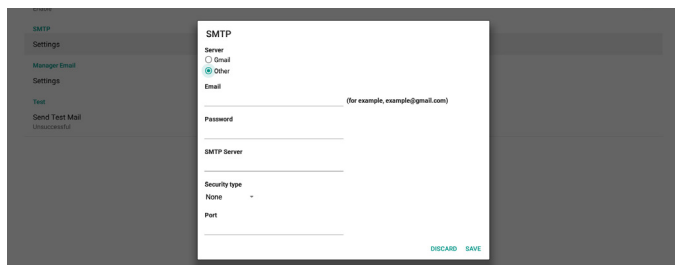 Enable
SMTP
Settings
Manager Email
Settings
Test
Send Test Mail
Unsuccessful
SMTP
Server
Gmail
Other
Email
(for example, example@gmail.com)
Password
SMTP Server
Security type
None
Port
DISCARD SAVE